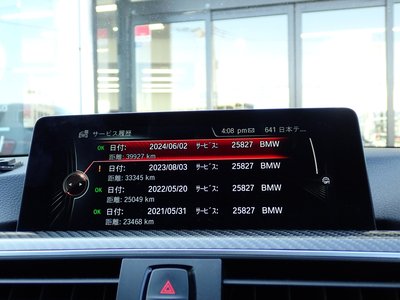 サービス履歴 4:08 pm 641 日本テ...
OK 日付: 2024/06/02 ｻｰﾋﾞｽ: 25827 BMW
距離: 39927 km
! 日付: 2023/08/03 ｻｰﾋﾞｽ: 25827 BMW
距離: 33345 km
OK 日付: 2022/05/20 ｻｰﾋﾞｽ: 25827 BMW
距離: 25049 km
OK 日付: 2021/05/31 ｻｰﾋﾞｽ: 25827 BMW
距離: 23468 km